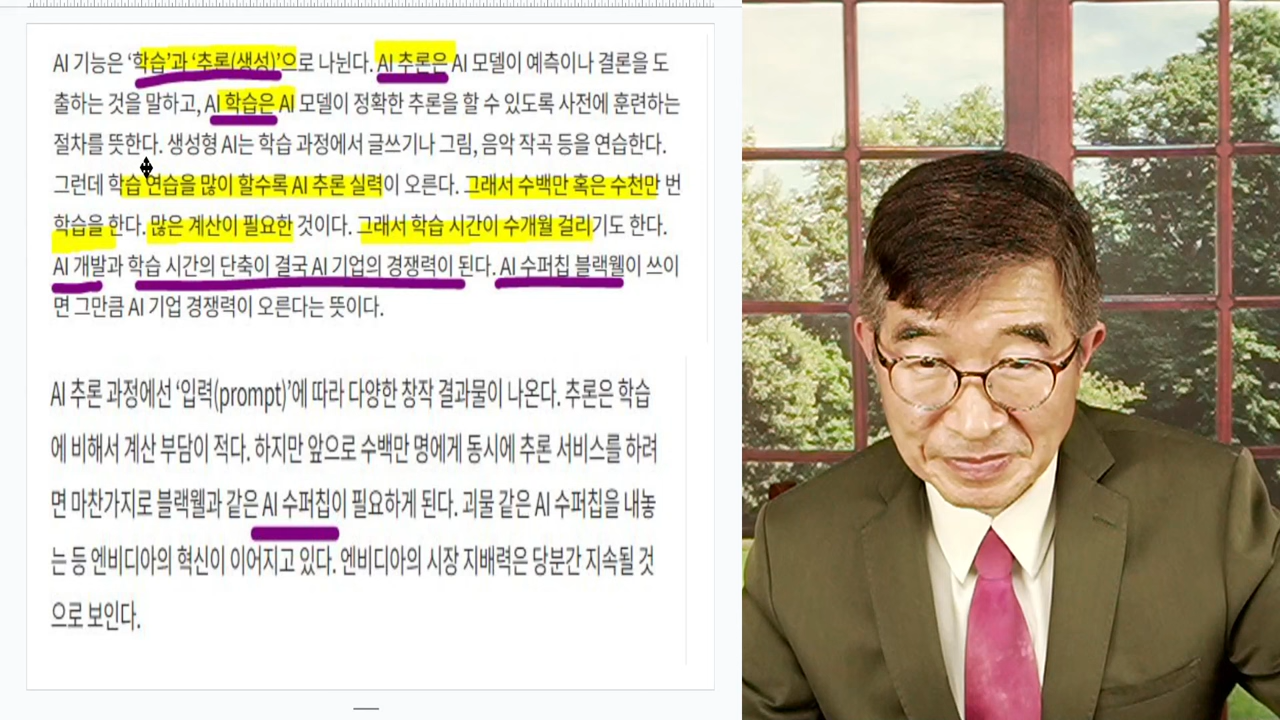 AI 기능은 ‘학습’과 ‘추론(생성)’으로 나뉜다. AI 추론은 AI 모델이 예측이나 결론을 도
출하는 것을 말하고, AI 학습은 AI 모델이 정확한 추론을 할 수 있도록 사전에 훈련하는
절차를 뜻한다. 생성형 AI는 학습 과정에서 글쓰기나 그림, 음악 작곡 등을 연습한다.
그런데 학습 연습을 많이 할수록 AI 추론 실력이 오른다. 그래서 수백만 혹은 수천만 번
학습을 한다. 많은 계산이 필요한 것이다. 그래서 학습 시간이 수개월 걸리기도 한다.
AI 개발과 학습 시간의 단축이 결국 AI 기업의 경쟁력이 된다. AI 수퍼칩 블랙웰이 쓰이
면 그만큼 AI 기업 경쟁력이 오른다는 뜻이다.
AI 추론 과정에선 ‘입력(prompt)’에 따라 다양한 창작 결과물이 나온다. 추론은 학습
에 비해서 계산 부담이 적다. 하지만 앞으로 수백만 명에게 동시에 추론 서비스를 하려
면 마찬가지로 블랙웰과 같은 AI 수퍼칩이 필요하게 된다. 괴물 같은 AI 수퍼칩을 내놓
는 등 엔비디아의 혁신이 이어지고 있다. 엔비디아의 시장 지배력은 당분간 지속될 것
으로 보인다.